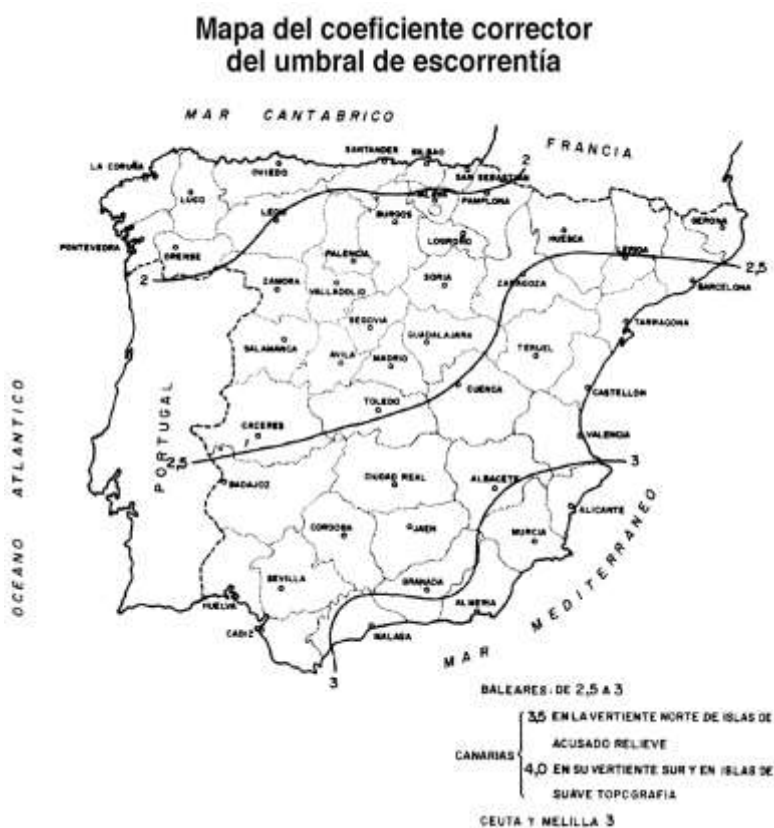 Mapa del coeficiente corrector
del umbral de escorrentía
MAR CANTABRICO
FRANCIA
LA CORUÑA
LUGO
OVIEDO
SANTANDER
BILBAO
SAN SEBASTIAN
2
PONTEVEDRA
ORENSE
LEON
BURGOS
PAMPLONA
LOGROÑO
HUESCA
LERIDA
GERONA
2
PALENCIA
ZAMORA
VALLADOLID
SORIA
ZARAGOZA
BARCELONA
2,5
SEGOVIA
TARRAGONA
SALAMANCA
AVILA
MADRID
GUADALAJARA
TERUEL
CUENCA
CASTELLON
TOLEDO
CACERES
VALENCIA
PORTUGAL
2,5
BADAJOZ
CIUDAD REAL
ALBACETE
3
ALICANTE
CORDOBA
JAEN
MURCIA
SEVILLA
GRANADA
ALMERIA
HUELVA
CADIZ
MALAGA
3
OCEANO ATLANTICO
MAR MEDITERRANEO
BALEARES: DE 2,5 A 3
CANARIAS
3,5 EN LA VERTIENTE NORTE DE ISLAS DE
ACUSADO RELIEVE
4,0 EN SU VERTIENTE SUR Y EN ISLAS DE
SUAVE TOPOGRAFIA
CEUTA Y MELILLA 3